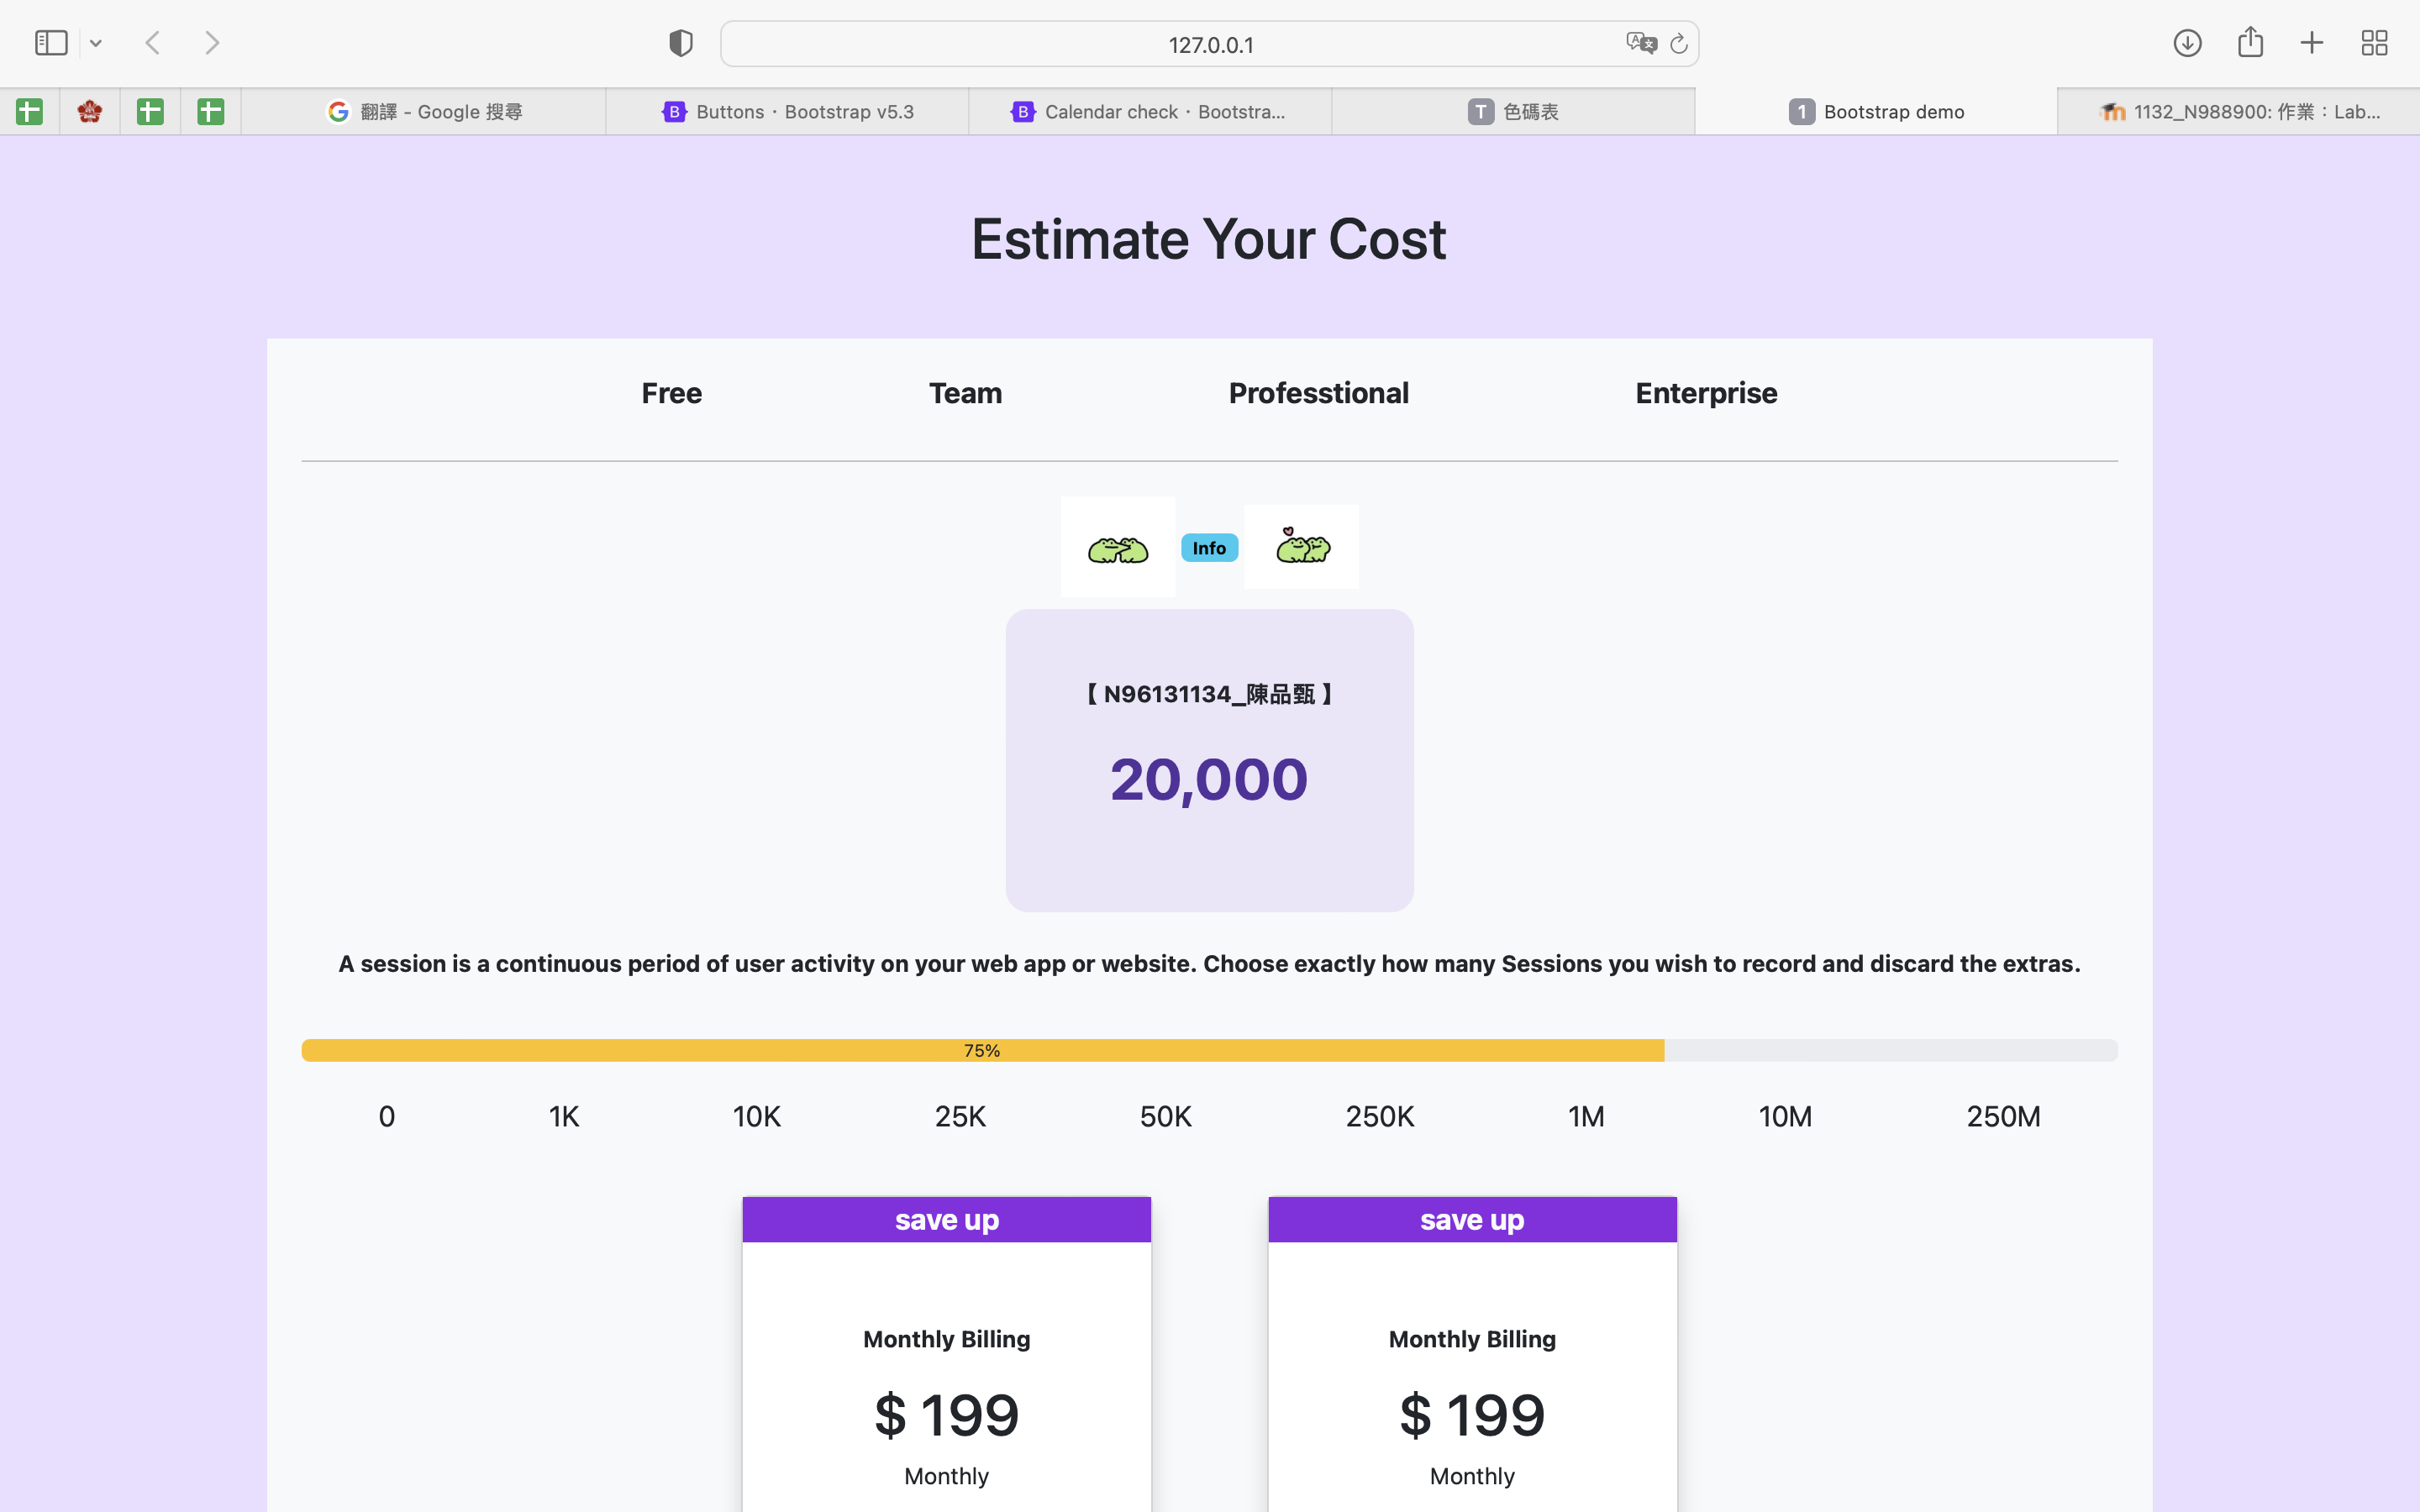 127.0.0.1
翻譯 - Google 搜尋
Buttons · Bootstrap v5.3
Calendar check · Bootstra...
T 色碼表
1 Bootstrap demo
1132_N988900: 作業：Lab...
Estimate Your Cost
Free Team Professtional Enterprise
Info
【 N96131134_陳品甄 】
20,000
A session is a continuous period of user activity on your web app or website. Choose exactly how many Sessions you wish to record and discard the extras.
75%
0 1K 10K 25K 50K 250K 1M 10M 250M
save up
Monthly Billing
$ 199
Monthly
save up
Monthly Billing
$ 199
Monthly